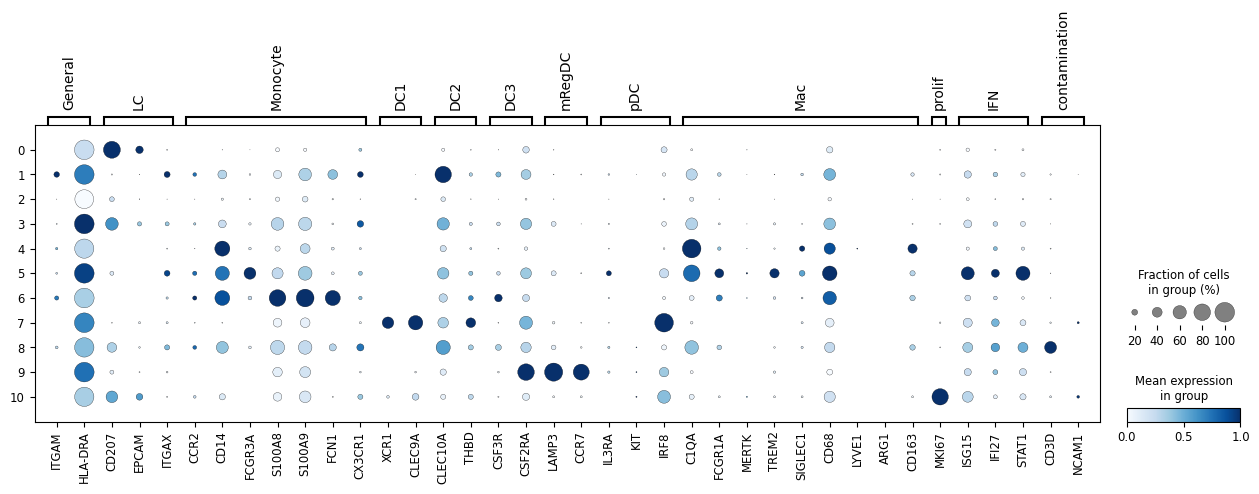 General
LC
Monocyte
DC1
DC2
DC3
mRegDC
pDC
Mac
prolif
IFN
contamination
0
1
2
3
4
5
6
7
8
9
10
ITGAM
HLA-DRA
CD207
EPCAM
ITGAX
CCR2
CD14
FCGR3A
S100A8
S100A9
FCN1
CX3CR1
XCR1
CLEC9A
CLEC10A
THBD
CSF3R
CSF2RA
LAMP3
CCR7
IL3RA
KIT
IRF8
C1QA
FCGR1A
MERTK
TREM2
SIGLEC1
CD68
LYVE1
ARG1
CD163
MKI67
ISG15
IFI27
STAT1
CD3D
NCAM1
Fraction of cells
in group (%)
20 40 60 80 100
Mean expression
in group
0.0 0.5 1.0